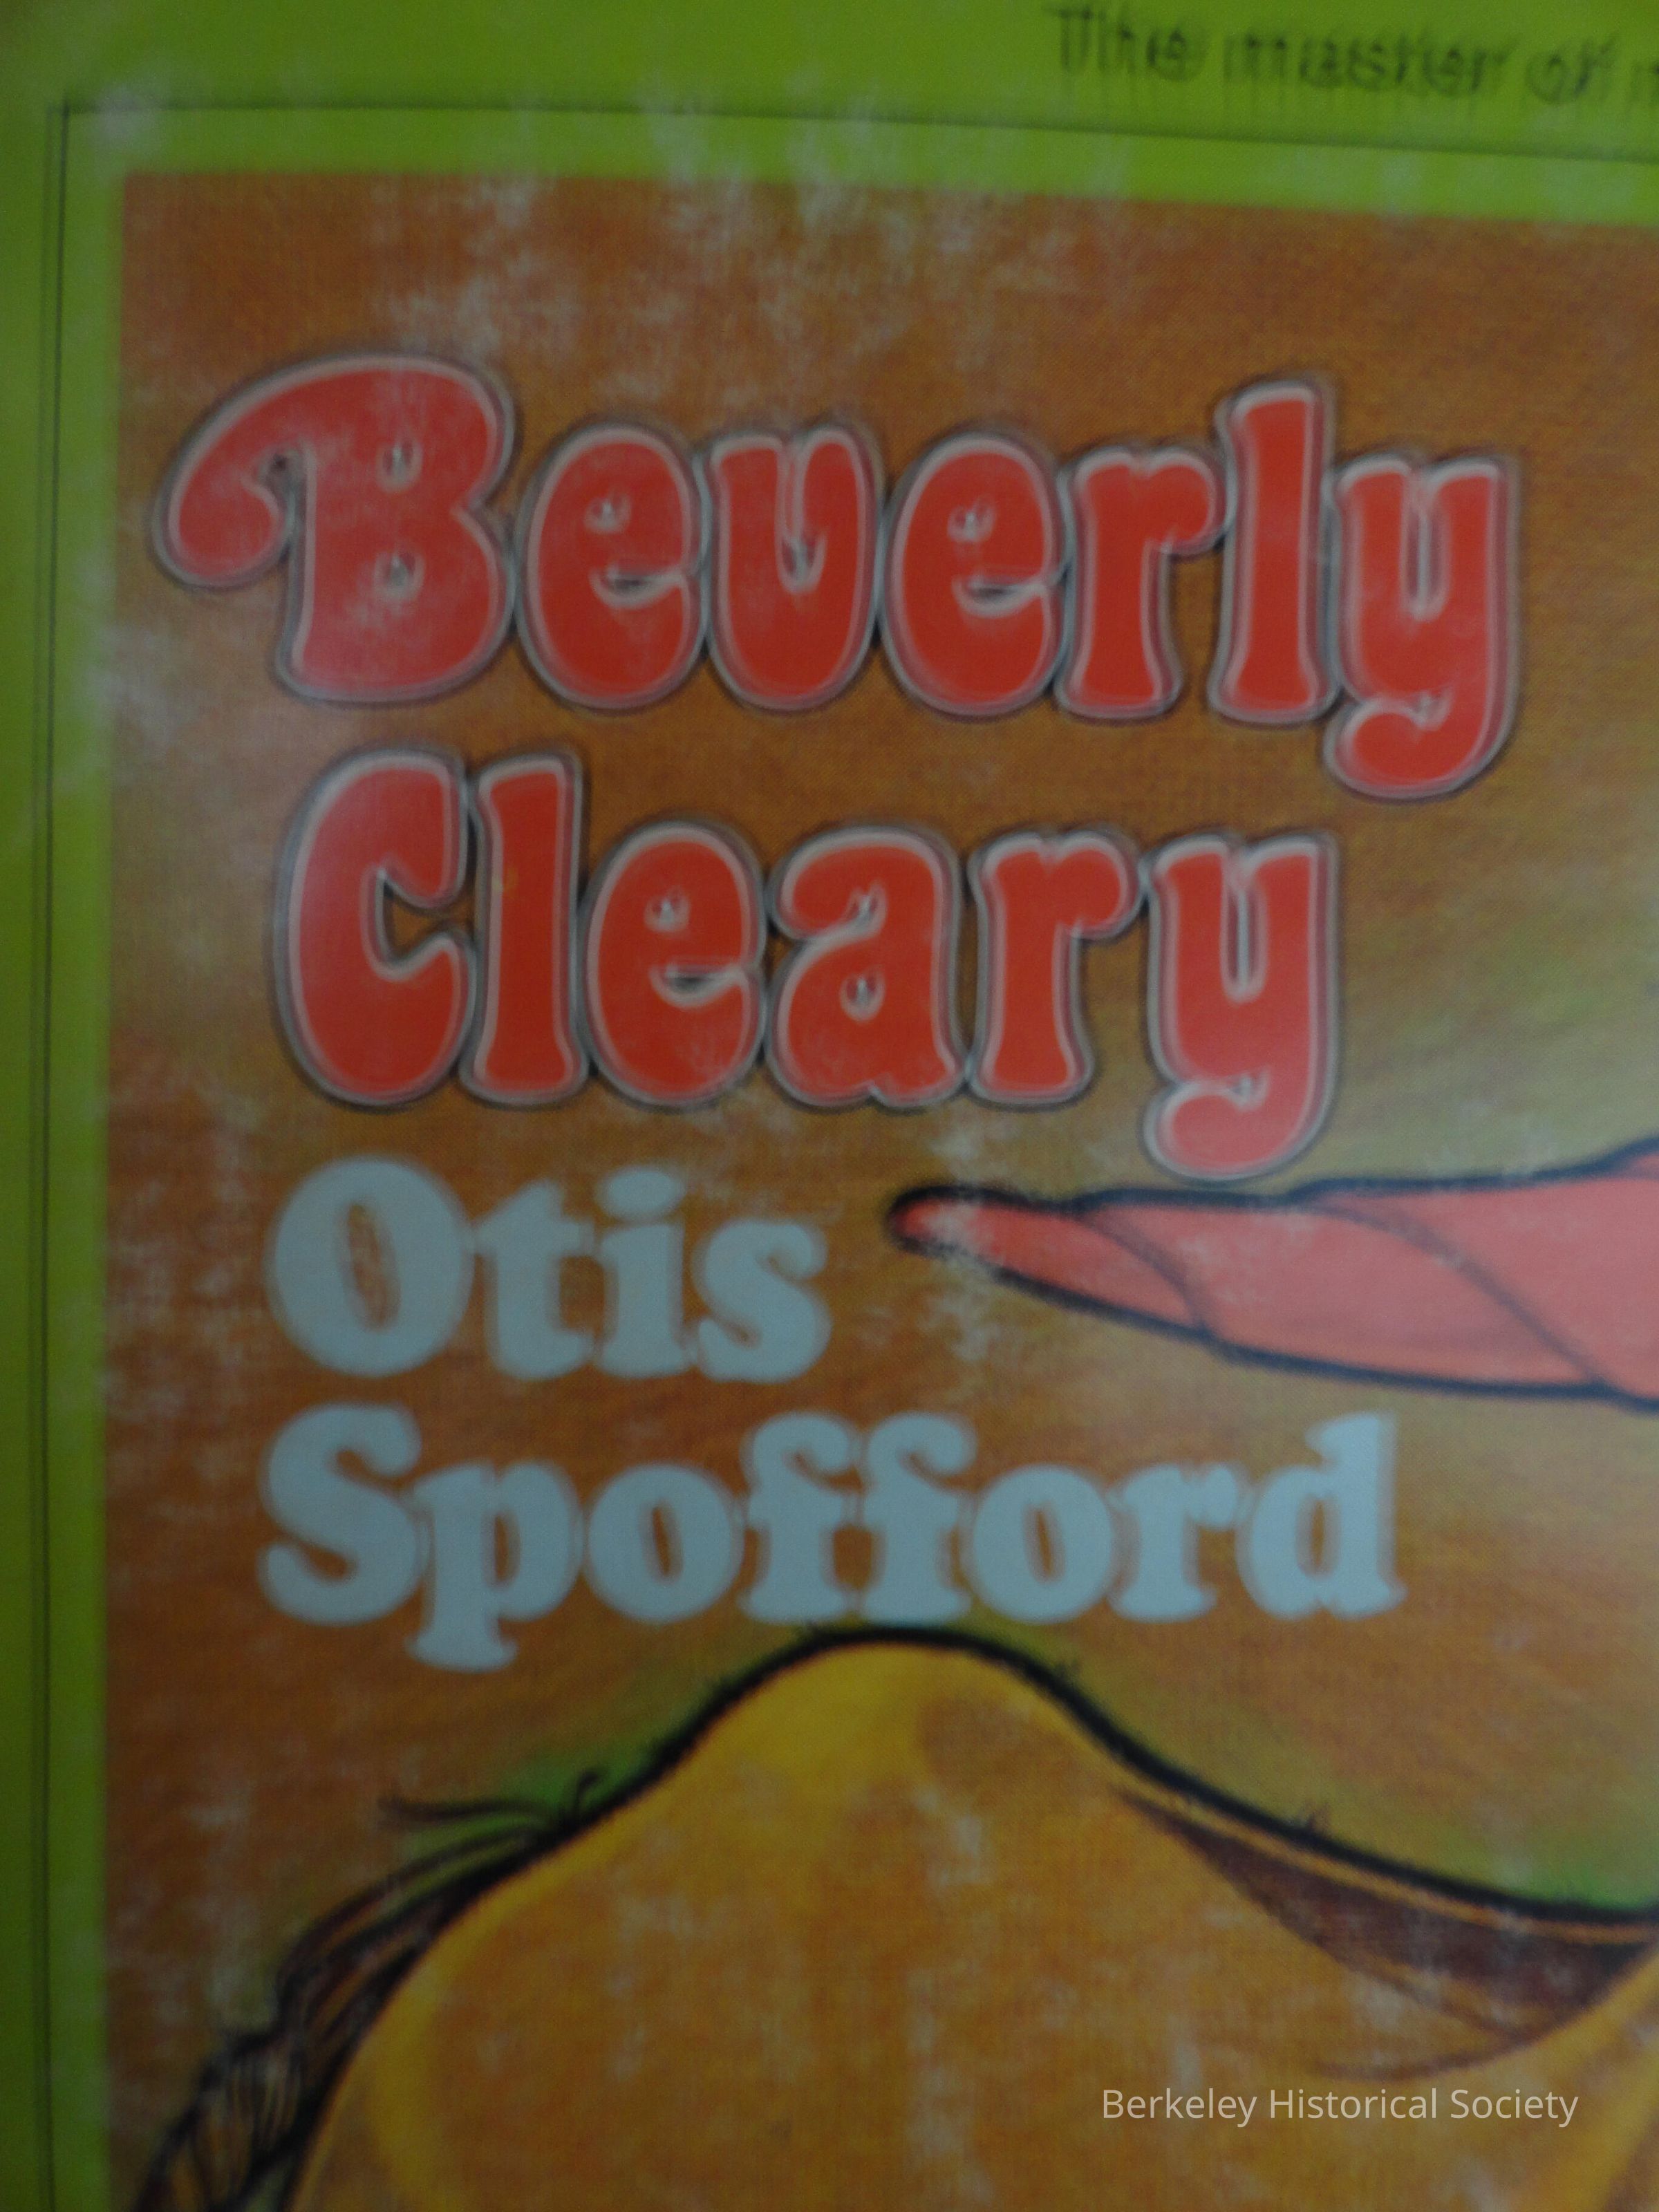 The master of
Beverly
Cleary
Otis
Spofford
Berkeley Historical Society